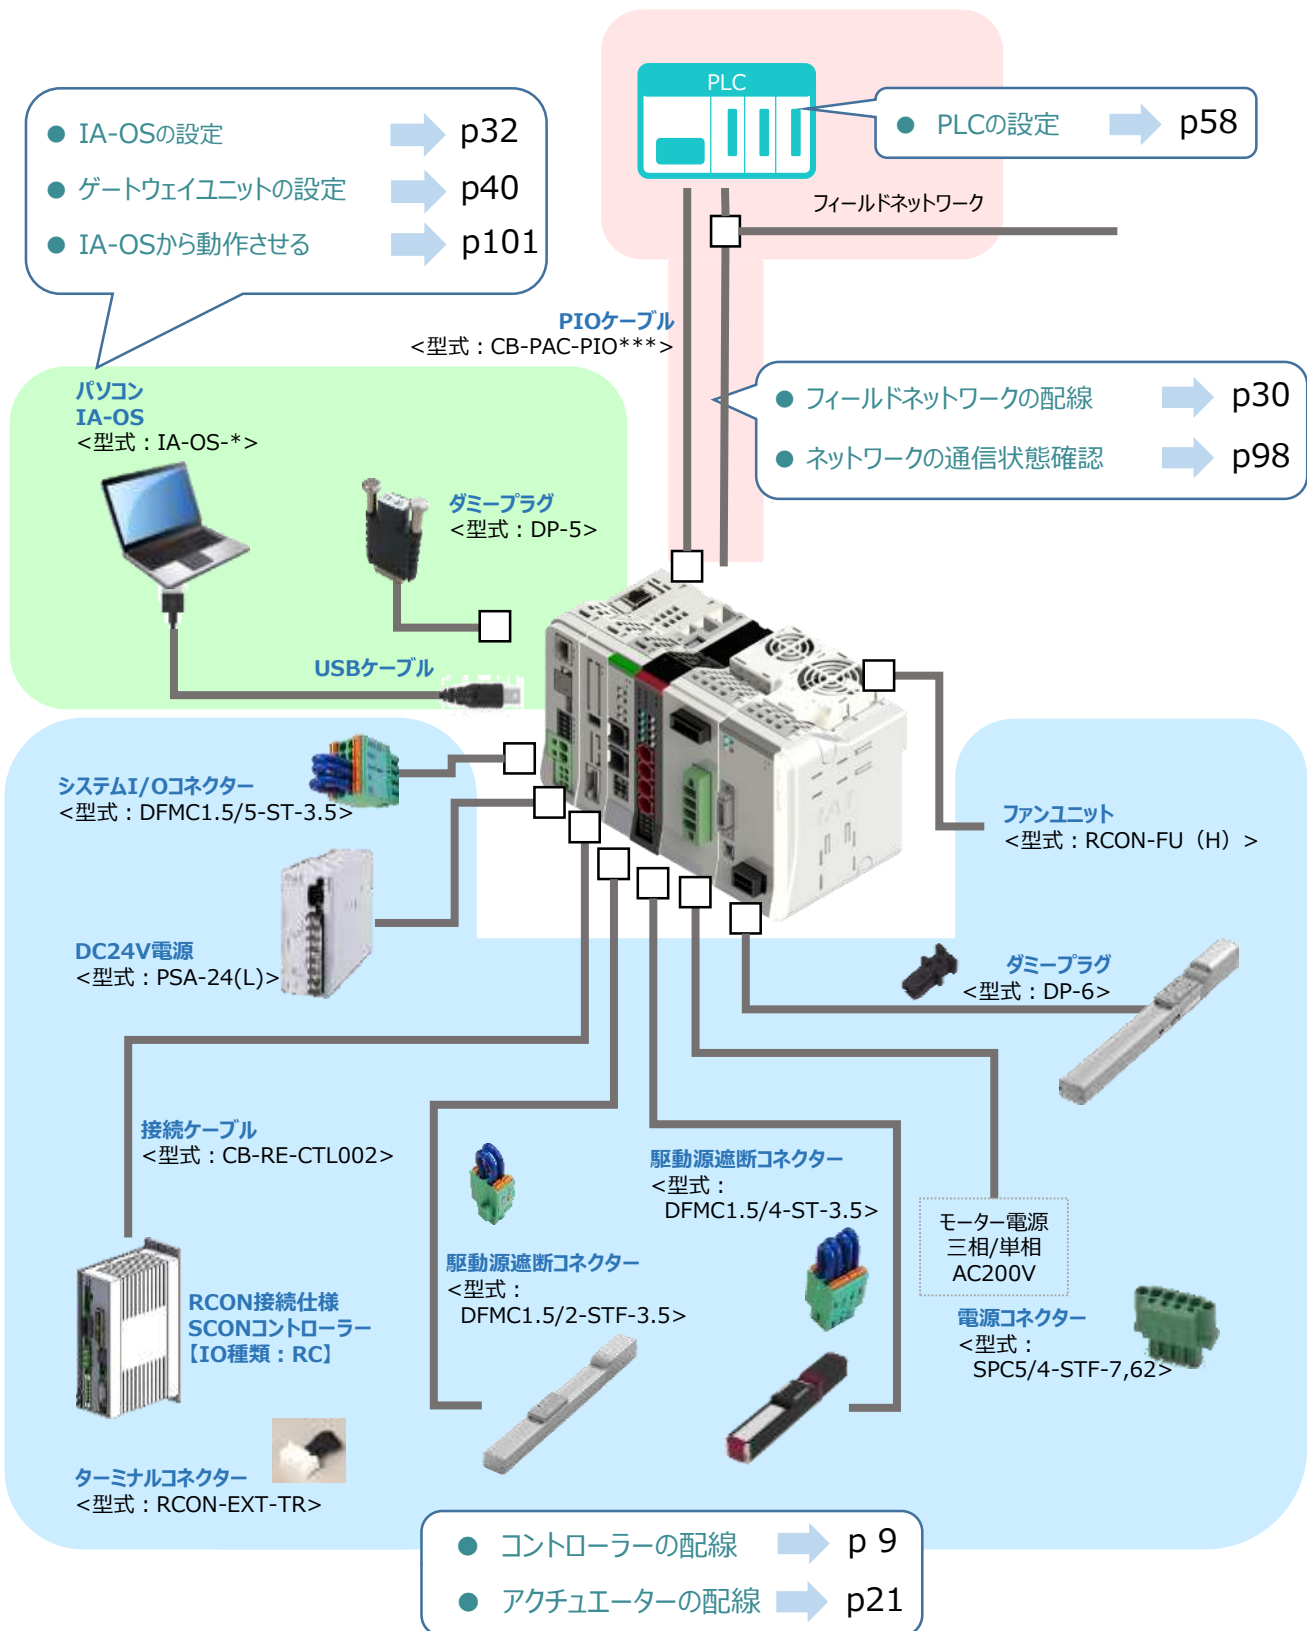 PLC
● IA-OSの設定 p32
● ゲートウェイユニットの設定 p40
● IA-OSから動作させる p101
● PLCの設定 p58
フィールドネットワーク
PIOケーブル
<型式：CB-PAC-PIO***>
● フィールドネットワークの配線 p30
● ネットワークの通信状態確認 p98
パソコン
IA-OS
<型式：IA-OS-*>
ダミープラグ
<型式：DP-5>
USBケーブル
システムI/Oコネクター
<型式：DFMC1.5/5-ST-3.5>
ファンユニット
<型式：RCON-FU（H）>
IAI
DC24V電源
<型式：PSA-24(L)>
ダミープラグ
<型式：DP-6>
接続ケーブル
<型式：CB-RE-CTL002>
駆動源遮断コネクター
<型式：
DFMC1.5/4-ST-3.5>
モーター電源
三相/単相
AC200V
駆動源遮断コネクター
<型式：
DFMC1.5/2-STF-3.5>
RCON接続仕様
SCONコントローラー
【IO種類：RC】
電源コネクター
<型式：
SPC5/4-STF-7,62>
ターミナルコネクター
<型式：RCON-EXT-TR>
● コントローラーの配線 p 9
● アクチュエーターの配線 p21